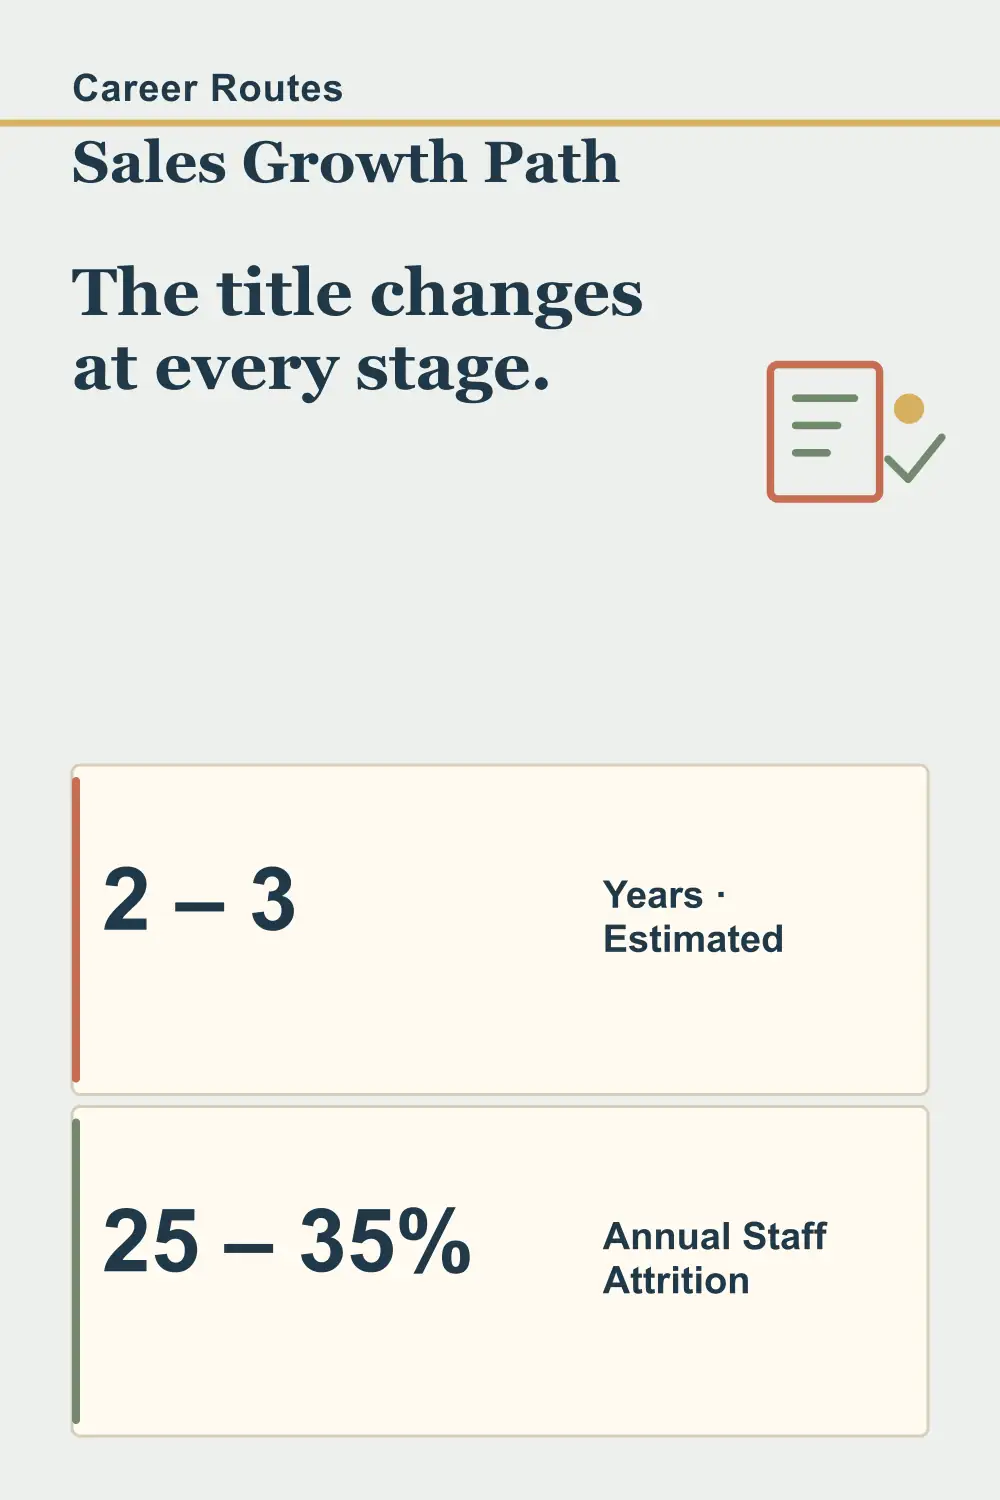 Career Routes
Sales Growth Path
The title changes
at every stage.
2 – 3
Years ·
Estimated
25 – 35%
Annual Staff
Attrition